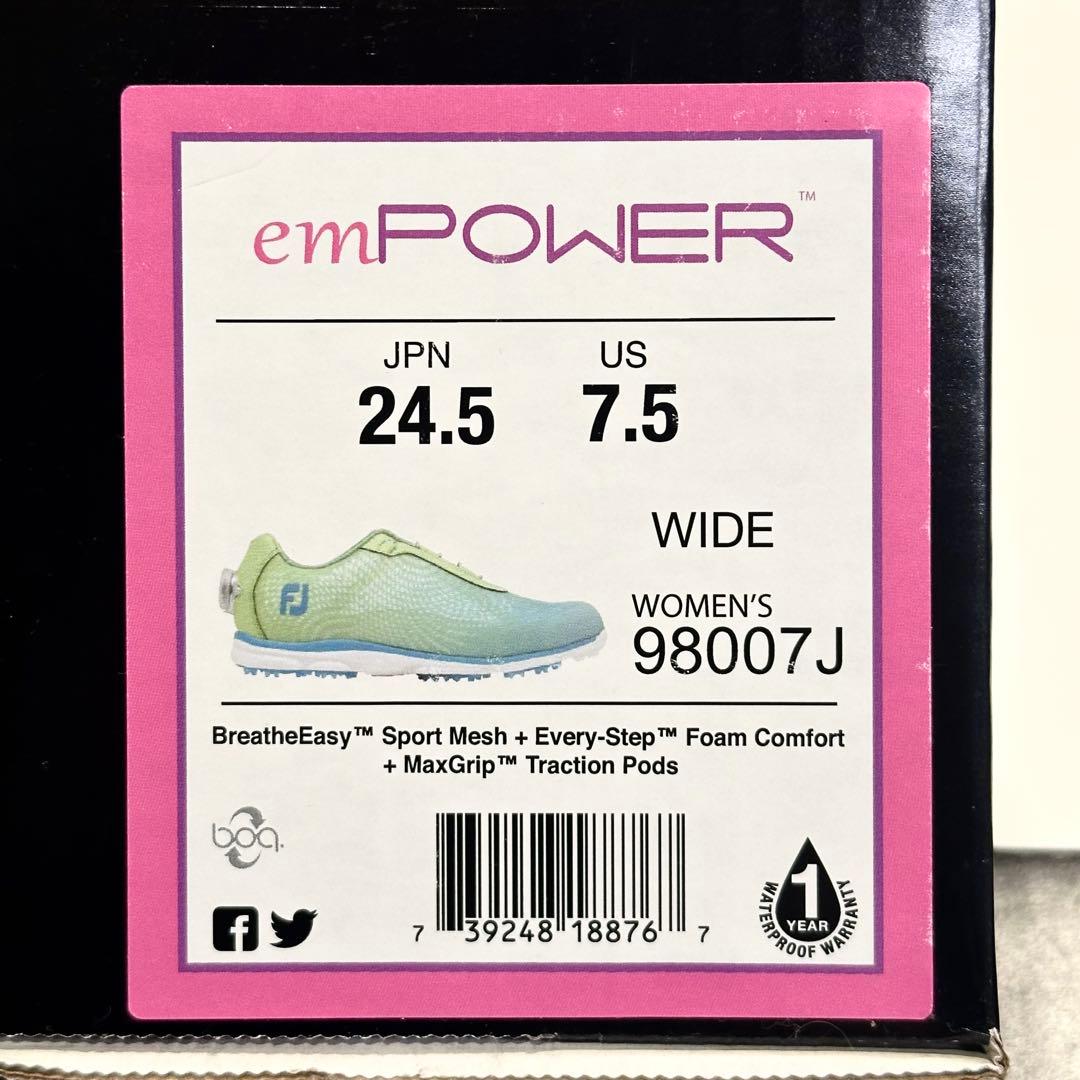 emPOWER™
JPN US
24.5 7.5
WIDE
FJ
WOMEN'S
98007J
BreatheEasy™ Sport Mesh + Every-Step™ Foam Comfort
+ MaxGrip™ Traction Pods
boa.
7 39248 18876 7
1
YEAR
WATERPROOF WARRANTY